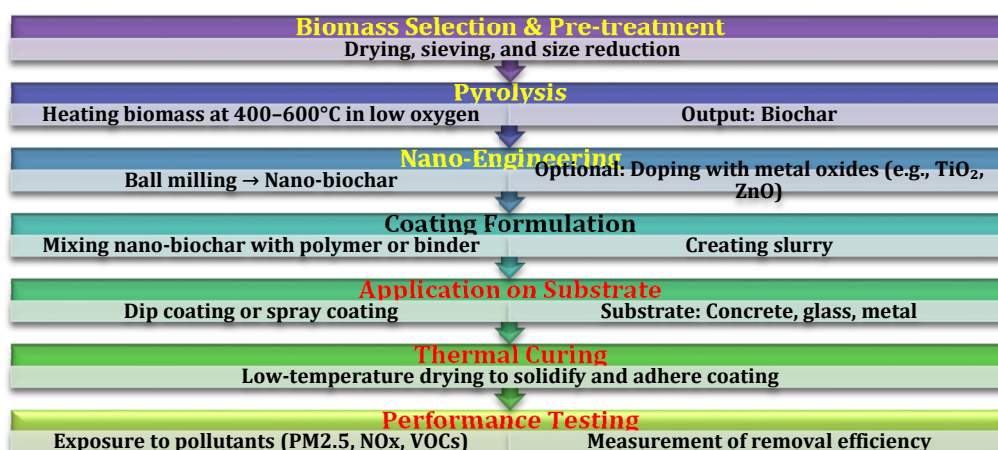 Biomass Selection & Pre-treatment
Drying, sieving, and size reduction
Pyrolysis
Heating biomass at 400–600°C in low oxygen
Output: Biochar
Nano-Engineering
Ball milling → Nano-biochar
Optional: Doping with metal oxides (e.g., TiO₂,
ZnO)
Coating Formulation
Mixing nano-biochar with polymer or binder
Creating slurry
Application on Substrate
Dip coating or spray coating
Substrate: Concrete, glass, metal
Thermal Curing
Low-temperature drying to solidify and adhere coating
Performance Testing
Exposure to pollutants (PM2.5, NOx, VOCs)
Measurement of removal efficiency